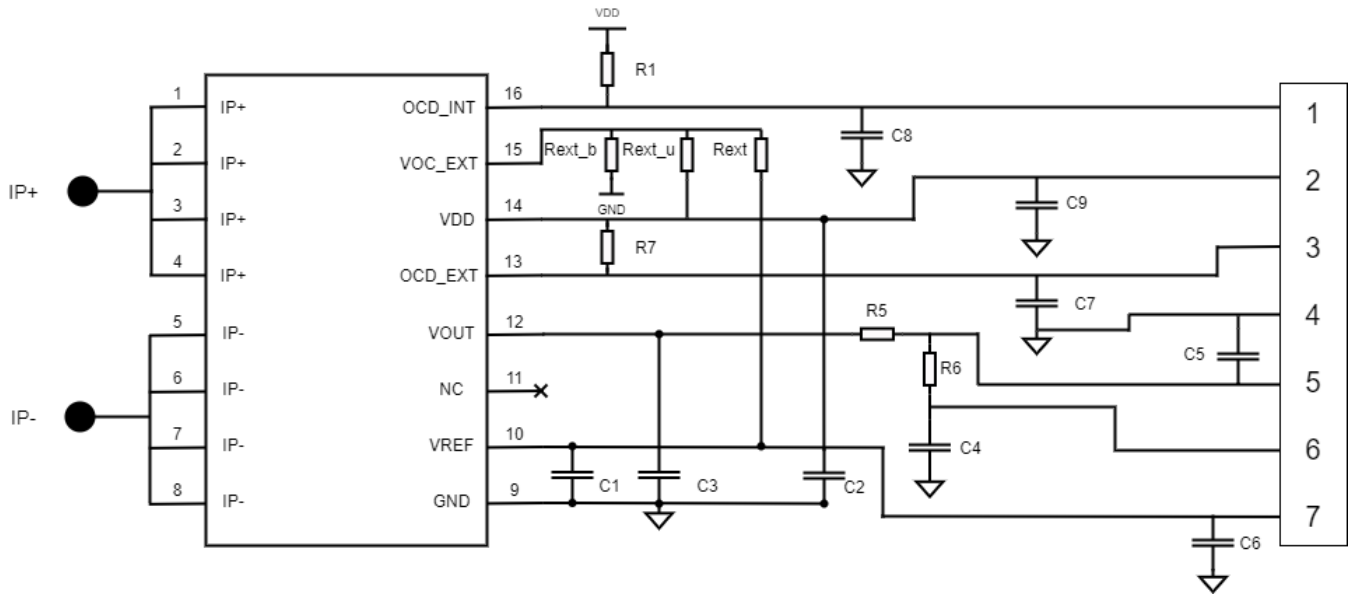 VDD
R1
1 IP+ OCD_INT 16 1
C8
Rext_b Rext_u Rext
2 IP+ VOC_EXT 15
2
IP+
C9
GND
3 IP+ VDD 14
R7 3
4 IP+ OCD_EXT 13
C7
4
R5
5 IP- VOUT 12
C5
R6
5
6 IP- NC 11
IP-
7 IP- VREF 10
C4 6
C1 C3 C2
8 IP- GND 9
7
C6